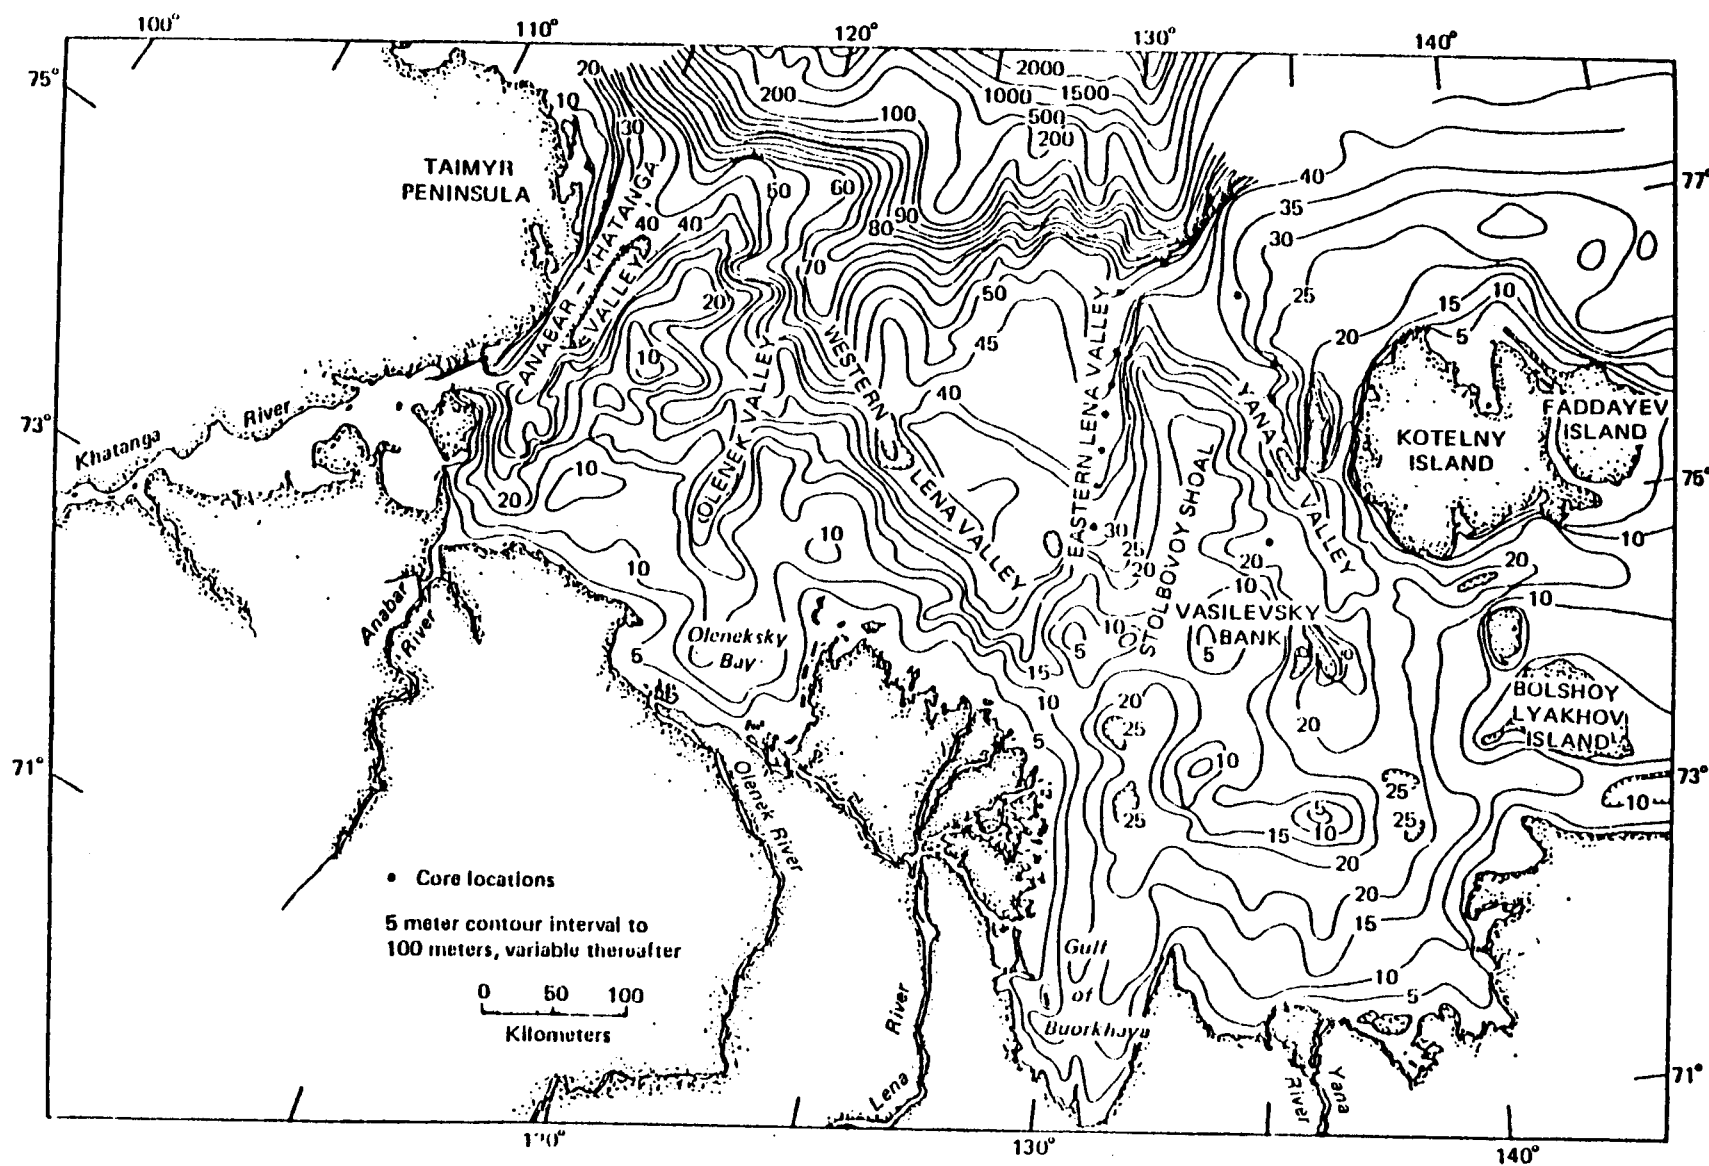 100° 110° 120° 130° 140°
75°
20
10
30
200
100
2000
1000
1500
500
200
TAIMYR
PENINSULA
77°
40
35
30
25
20
15
10
5
50
60
90
80
70
40
40
ANABAR – KHATANGA
VALLEY
20
10
50
45
40
WESTERN
LENA VALLEY
OLENEK VALLEY
EASTERN LENA VALLEY
YANA
VALLEY
STOLBOVOY SHOAL
KOTELNY
ISLAND
FADDAYEV
ISLAND
73°
Khatanga
River
75°
10
20
10
10
30
25
20
20
10
20
10
10
10
Anabar
River
VASILEVSKY
BANK
5
Oleneksky
Bay
5
10
5
15
10
5
20
25
20
10
BOLSHOY
LYAKHOV
ISLAND
71°
73°
Olenek River
25
15
5
10
25
25
20
20
15
10
5
10
• Core locations
5 meter contour interval to
100 meters, variable thereafter
0 50 100
Kilometers
Gulf
of
Buorkhaya
River
Lena
River
Yana
71°
130° 140°